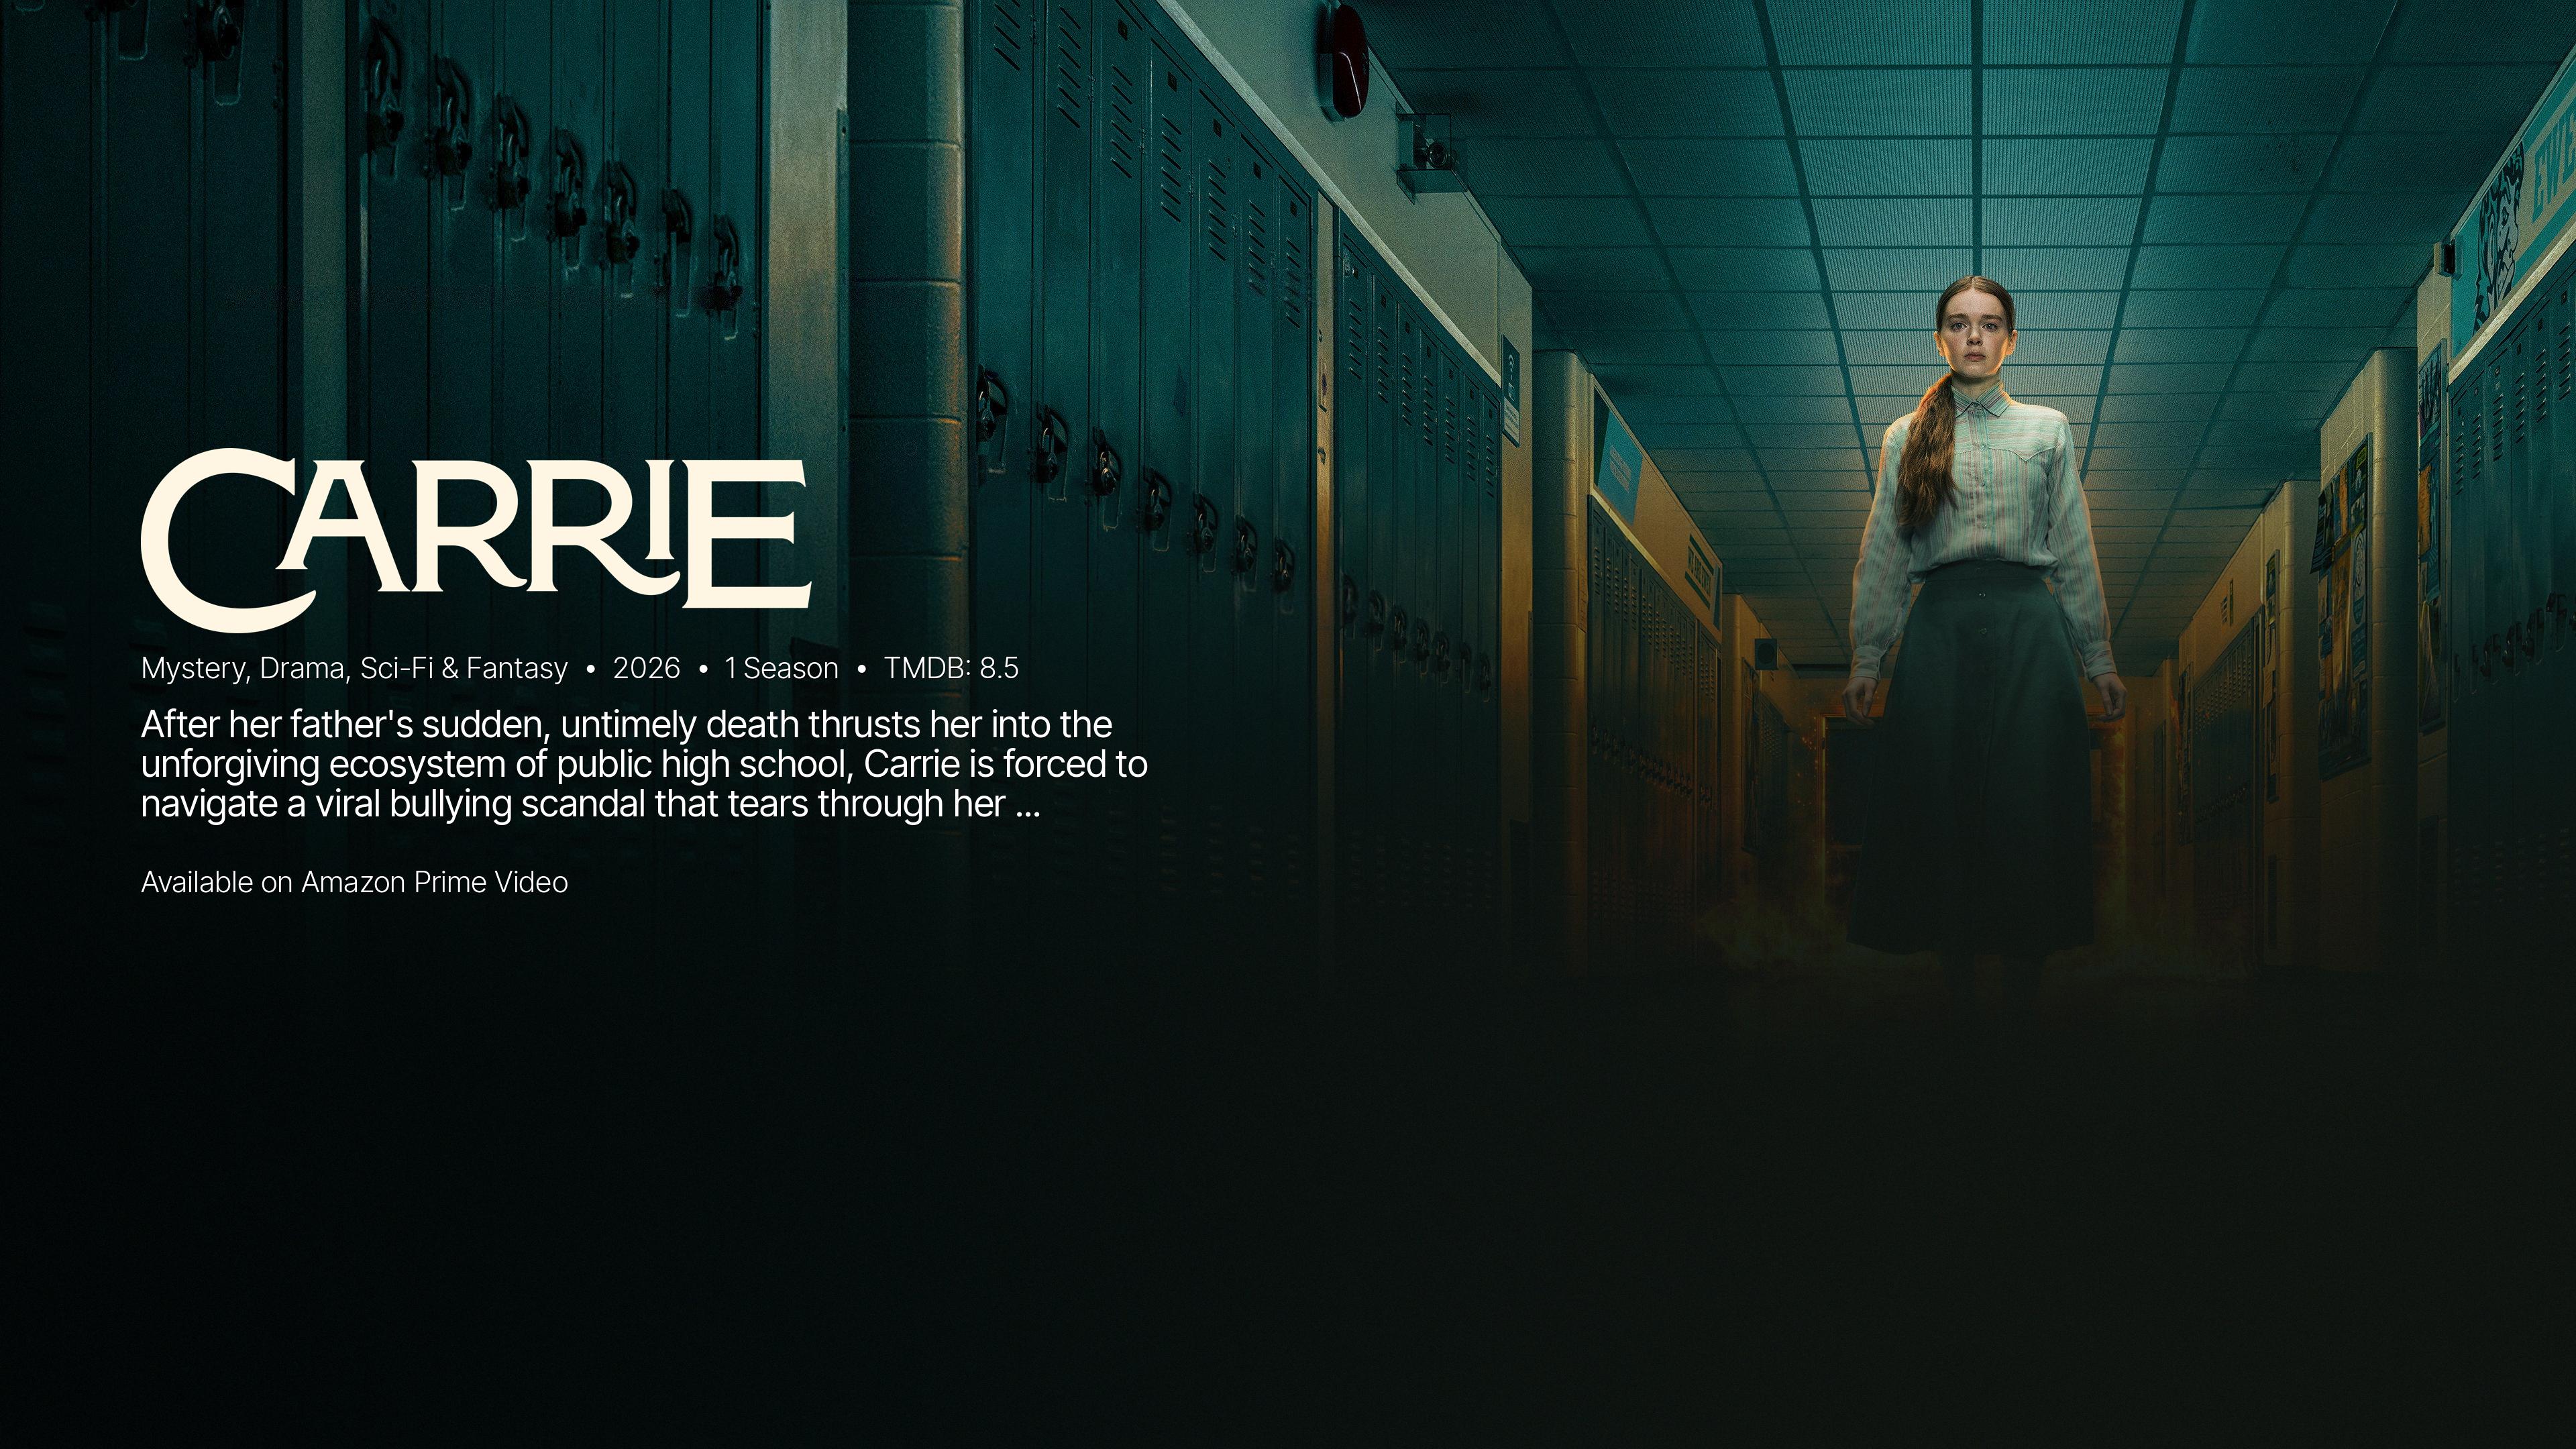 CARRIE
Mystery, Drama, Sci-Fi & Fantasy • 2026 • 1 Season • TMDB: 8.5
After her father's sudden, untimely death thrusts her into the
unforgiving ecosystem of public high school, Carrie is forced to
navigate a viral bullying scandal that tears through her ...
Available on Amazon Prime Video